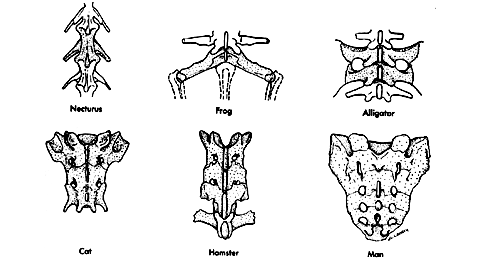 Necturus
Frog
Alligator
Cat
Hamster
Man